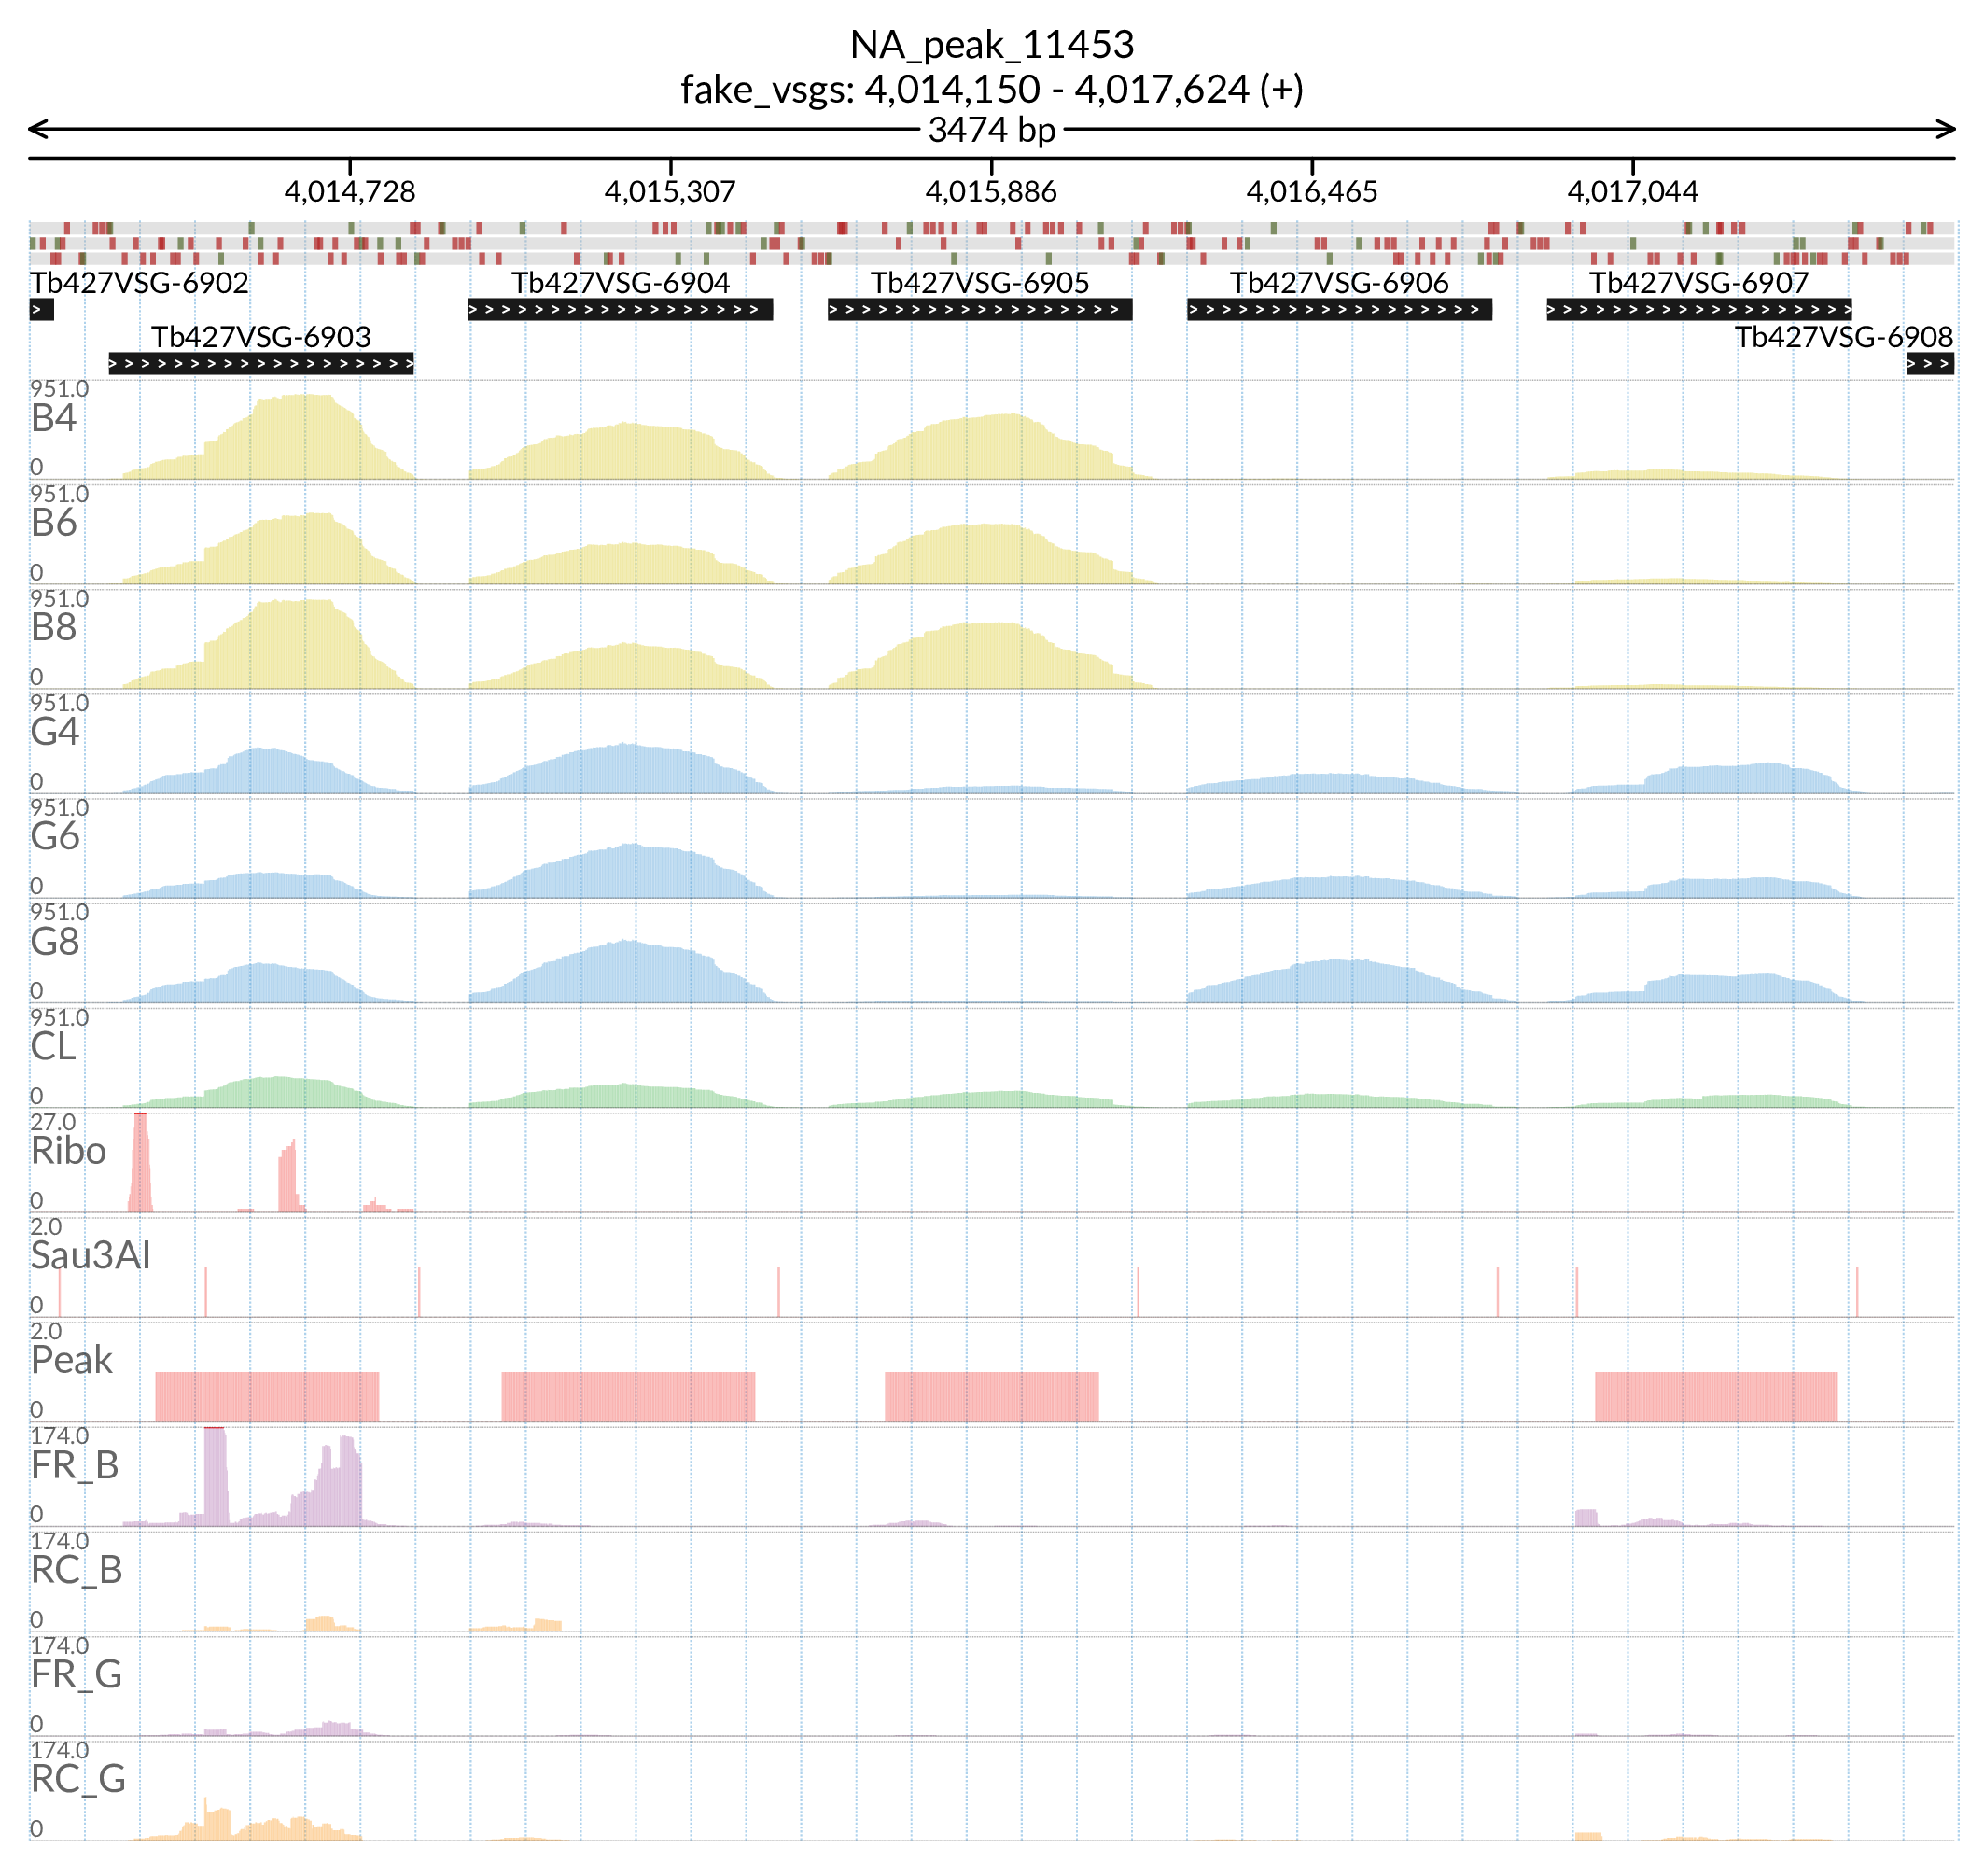 NA_peak_11453
fake_vsgs: 4,014,150 - 4,017,624 (+)
3474 bp
4,014,728 4,015,307 4,015,886 4,016,465 4,017,044
Tb427VSG-6902 Tb427VSG-6904 Tb427VSG-6905 Tb427VSG-6906 Tb427VSG-6907
Tb427VSG-6903 Tb427VSG-6908
951.0
B4
0
951.0
B6
0
951.0
B8
0
951.0
G4
0
951.0
G6
0
951.0
G8
0
951.0
CL
0
27.0
Ribo
0
2.0
Sau3AI
0
2.0
Peak
0
174.0
FR_B
0
174.0
RC_B
0
174.0
FR_G
0
174.0
RC_G
0